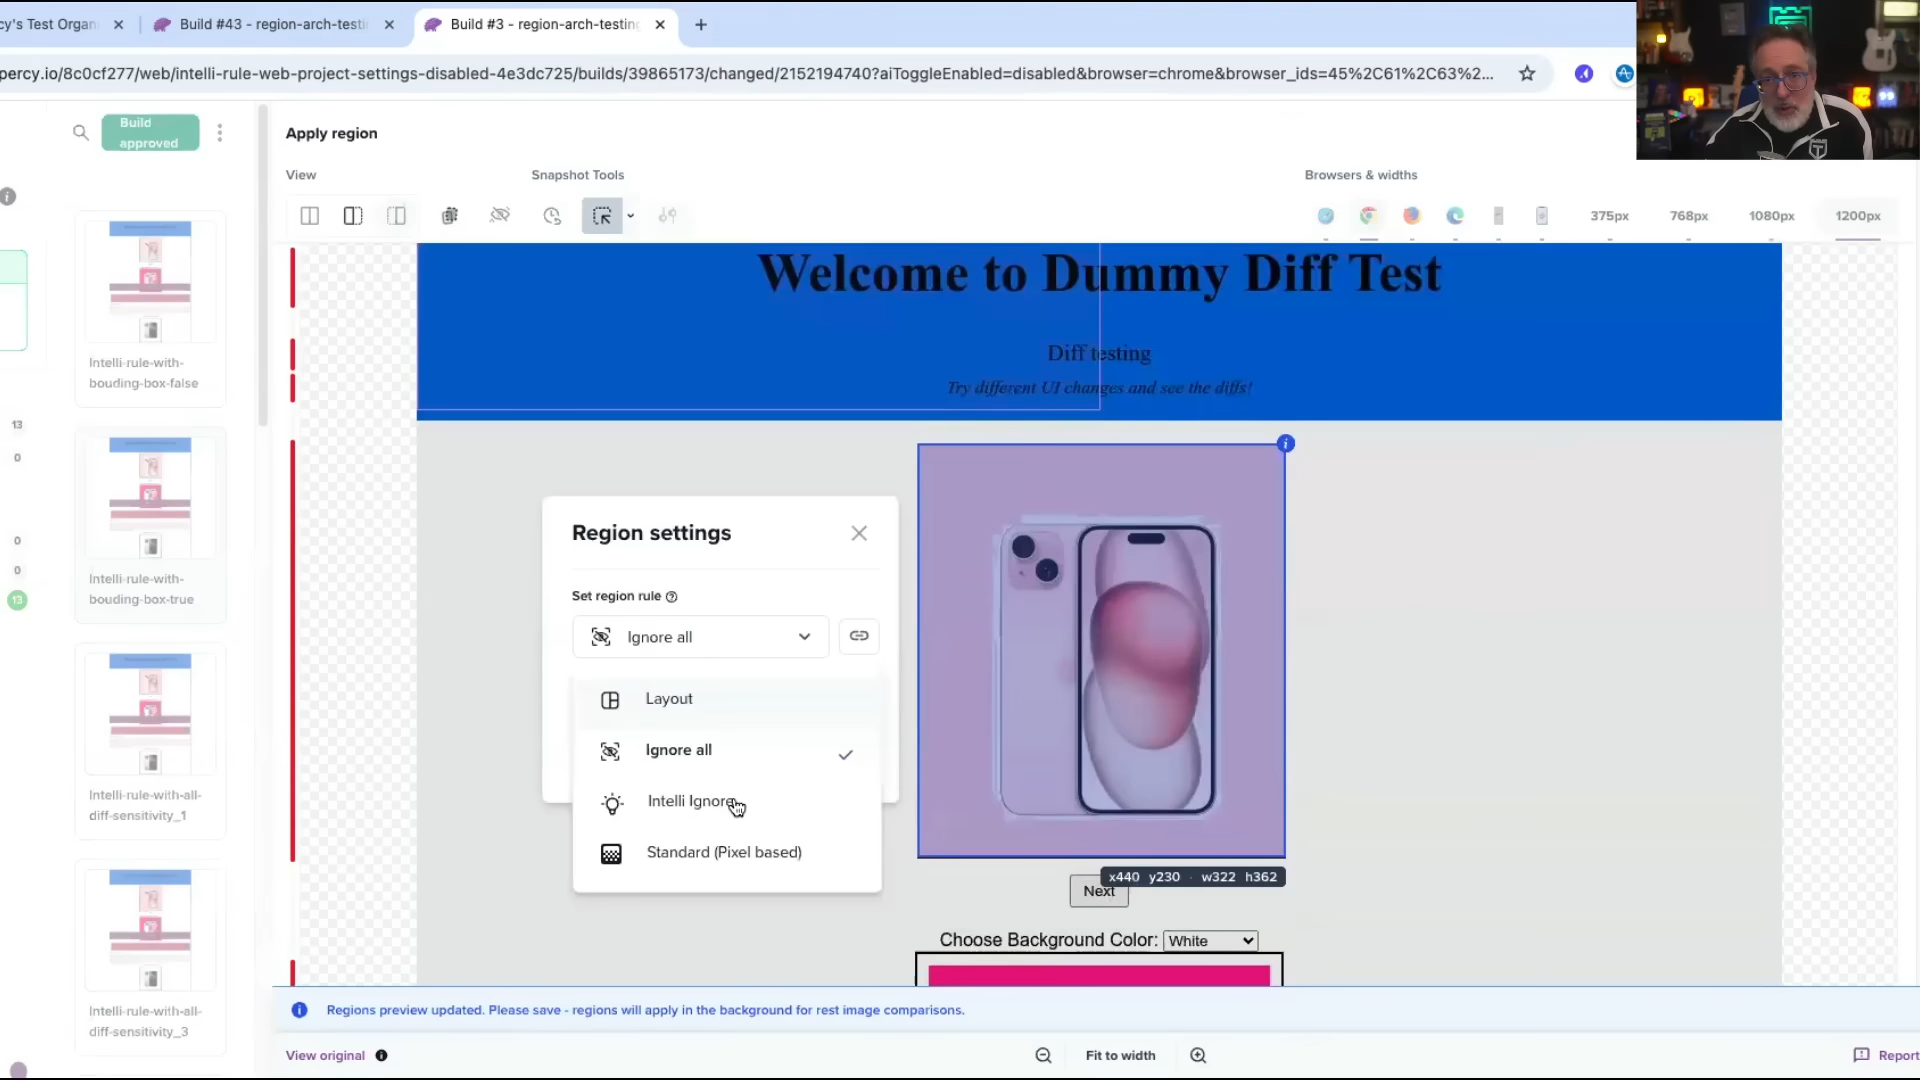 cy's Test Organ
Build #43 - region-arch-testi
Build #3 - region-arch-testing
percy.io/8c0cf277/web/intelli-rule-web-project-settings-disabled-4e3dc725/builds/39865173/changed/2152194740?aiToggleEnabled=disabled&browser=chrome&browser_ids=45%2C61%2C63%2...
Build
approved
Apply region
View
Snapshot Tools
Browsers & widths
375px
768px
1080px
1200px
Welcome to Dummy Diff Test
Diff testing
Try different UI changes and see the diffs!
Intelli-rule-with-
bouding-box-false
13
0
Intelli-rule-with-
bouding-box-true
0
0
13
Intelli-rule-with-all-
diff-sensitivity_1
Intelli-rule-with-all-
diff-sensitivity_3
Region settings
Set region rule
Ignore all
Layout
Ignore all
Intelli Ignore
Standard (Pixel based)
x440 y230 · w322 h362
Next
Choose Background Color: White
Regions preview updated. Please save - regions will apply in the background for rest image comparisons.
View original
Fit to width
Report